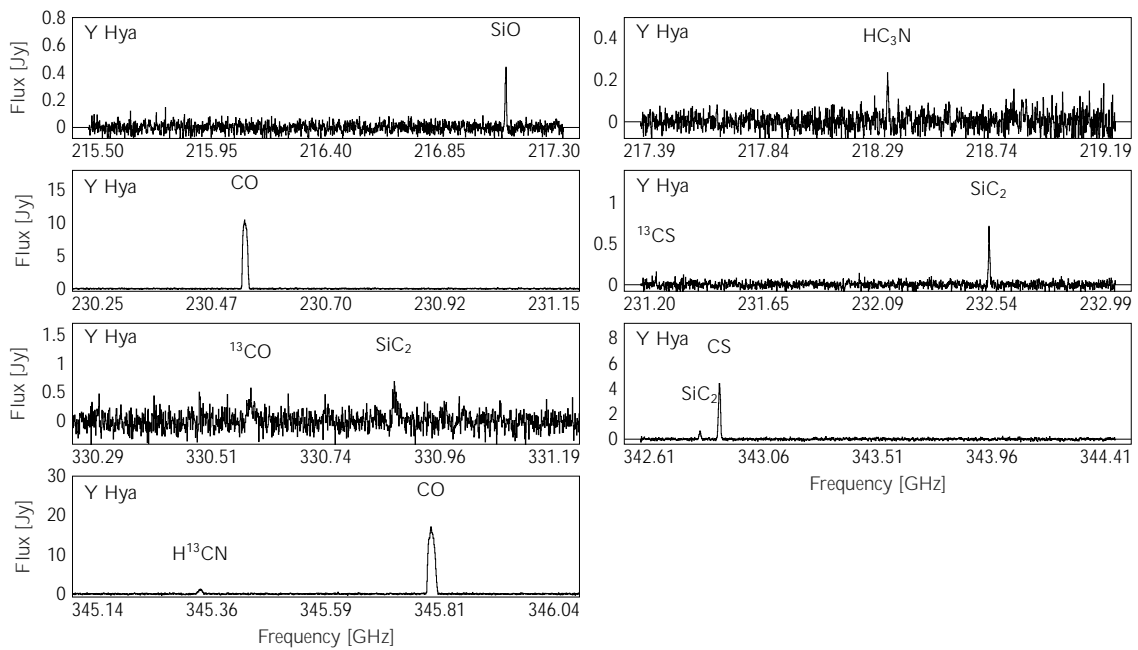 Y Hya
SiO
0.8
0.6
0.4
0.2
0
Flux [Jy]
215.50 215.95 216.40 216.85 217.30
Y Hya
HC₃N
0.4
0.2
0
217.39 217.84 218.29 218.74 219.19
Y Hya
CO
15
10
5
0
Flux [Jy]
230.25 230.47 230.70 230.92 231.15
Y Hya
SiC₂
¹³CS
1
0.5
0
231.20 231.65 232.09 232.54 232.99
Y Hya
¹³CO
SiC₂
1.5
1
0.5
0
Flux [Jy]
330.29 330.51 330.74 330.96 331.19
Y Hya
CS
SiC₂
8
6
4
2
0
342.61 343.06 343.51 343.96 344.41
Frequency [GHz]
Y Hya
CO
H¹³CN
30
20
10
0
Flux [Jy]
345.14 345.36 345.59 345.81 346.04
Frequency [GHz]